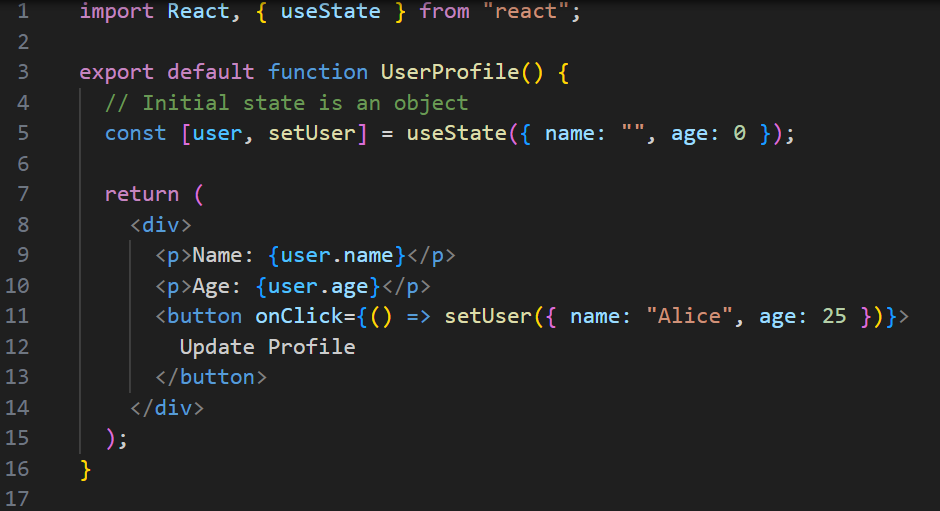 1 import React, { useState } from "react";
2
3 export default function UserProfile() {
4   // Initial state is an object
5   const [user, setUser] = useState({ name: "", age: 0 });
6
7   return (
8     <div>
9       <p>Name: {user.name}</p>
10       <p>Age: {user.age}</p>
11       <button onClick={() => setUser({ name: "Alice", age: 25 })}>
12         Update Profile
13       </button>
14     </div>
15   );
16 }
17